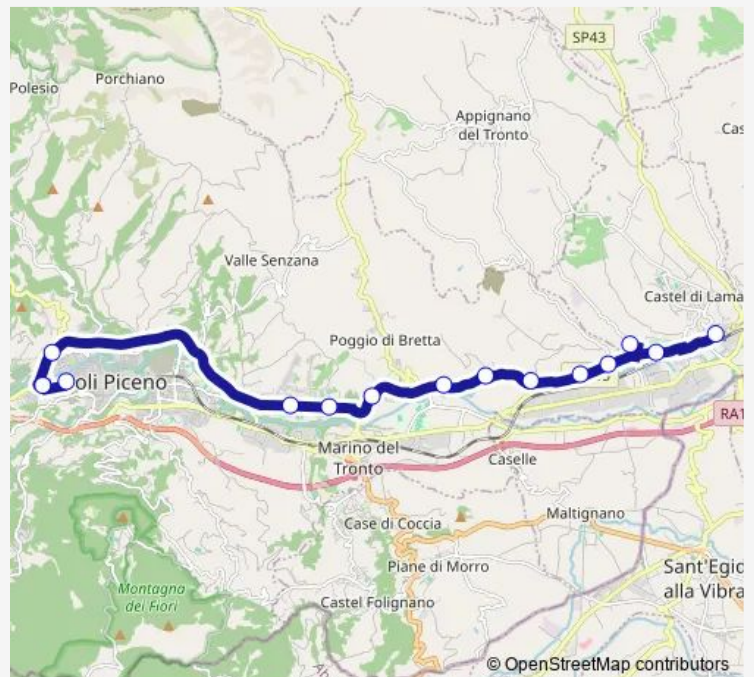 SP43
Porchiano
Polesio
Appignano
del Tronto
Cas
Valle Senzana
Castel di Lama
Poggio di Bretta
oli Piceno
RA1
Marino del
Tronto
Caselle
Maltignano
Case di Coccia
Piane di Morro
Sant'Egid
alla Vibra
Montagna
dei Fiori
Castel Folignano
© OpenStreetMap contributors